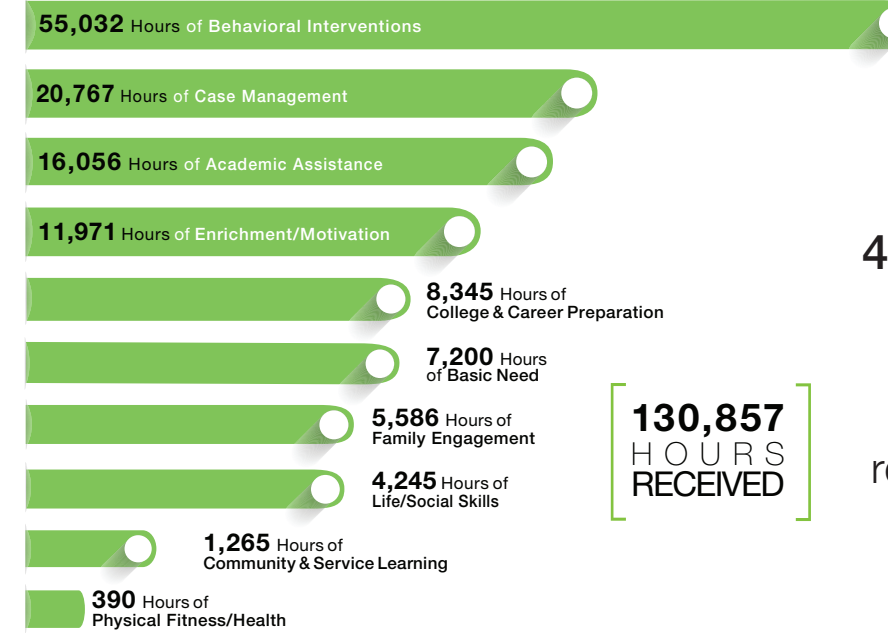 55,032 Hours of Behavioral Interventions
20,767 Hours of Case Management
16,056 Hours of Academic Assistance
11,971 Hours of Enrichment/Motivation
8,345 Hours of
College & Career Preparation
7,200 Hours
of Basic Need
5,586 Hours of
Family Engagement
4,245 Hours of
Life/Social Skills
1,265 Hours of
Community & Service Learning
390 Hours of
Physical Fitness/Health
130,857
HOURS
RECEIVED
4